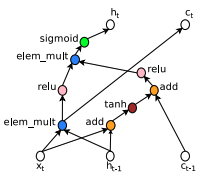 h_t c_t
sigmoid
elem_mult
relu
relu add
tanh
elem_mult add
x_t h_t-1 c_t-1